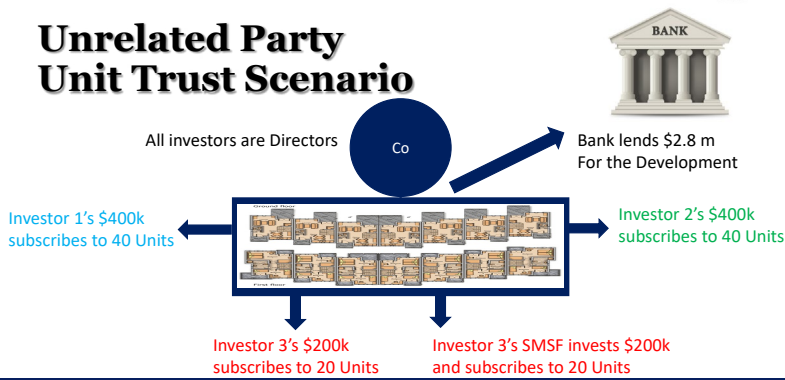 Unrelated Party
Unit Trust Scenario
BANK
All investors are Directors
Co
Bank lends $2.8 m
For the Development
Ground floor
Investor 1's $400k
subscribes to 40 Units
Investor 2's $400k
subscribes to 40 Units
First floor
Investor 3's $200k
subscribes to 20 Units
Investor 3's SMSF invests $200k
and subscribes to 20 Units